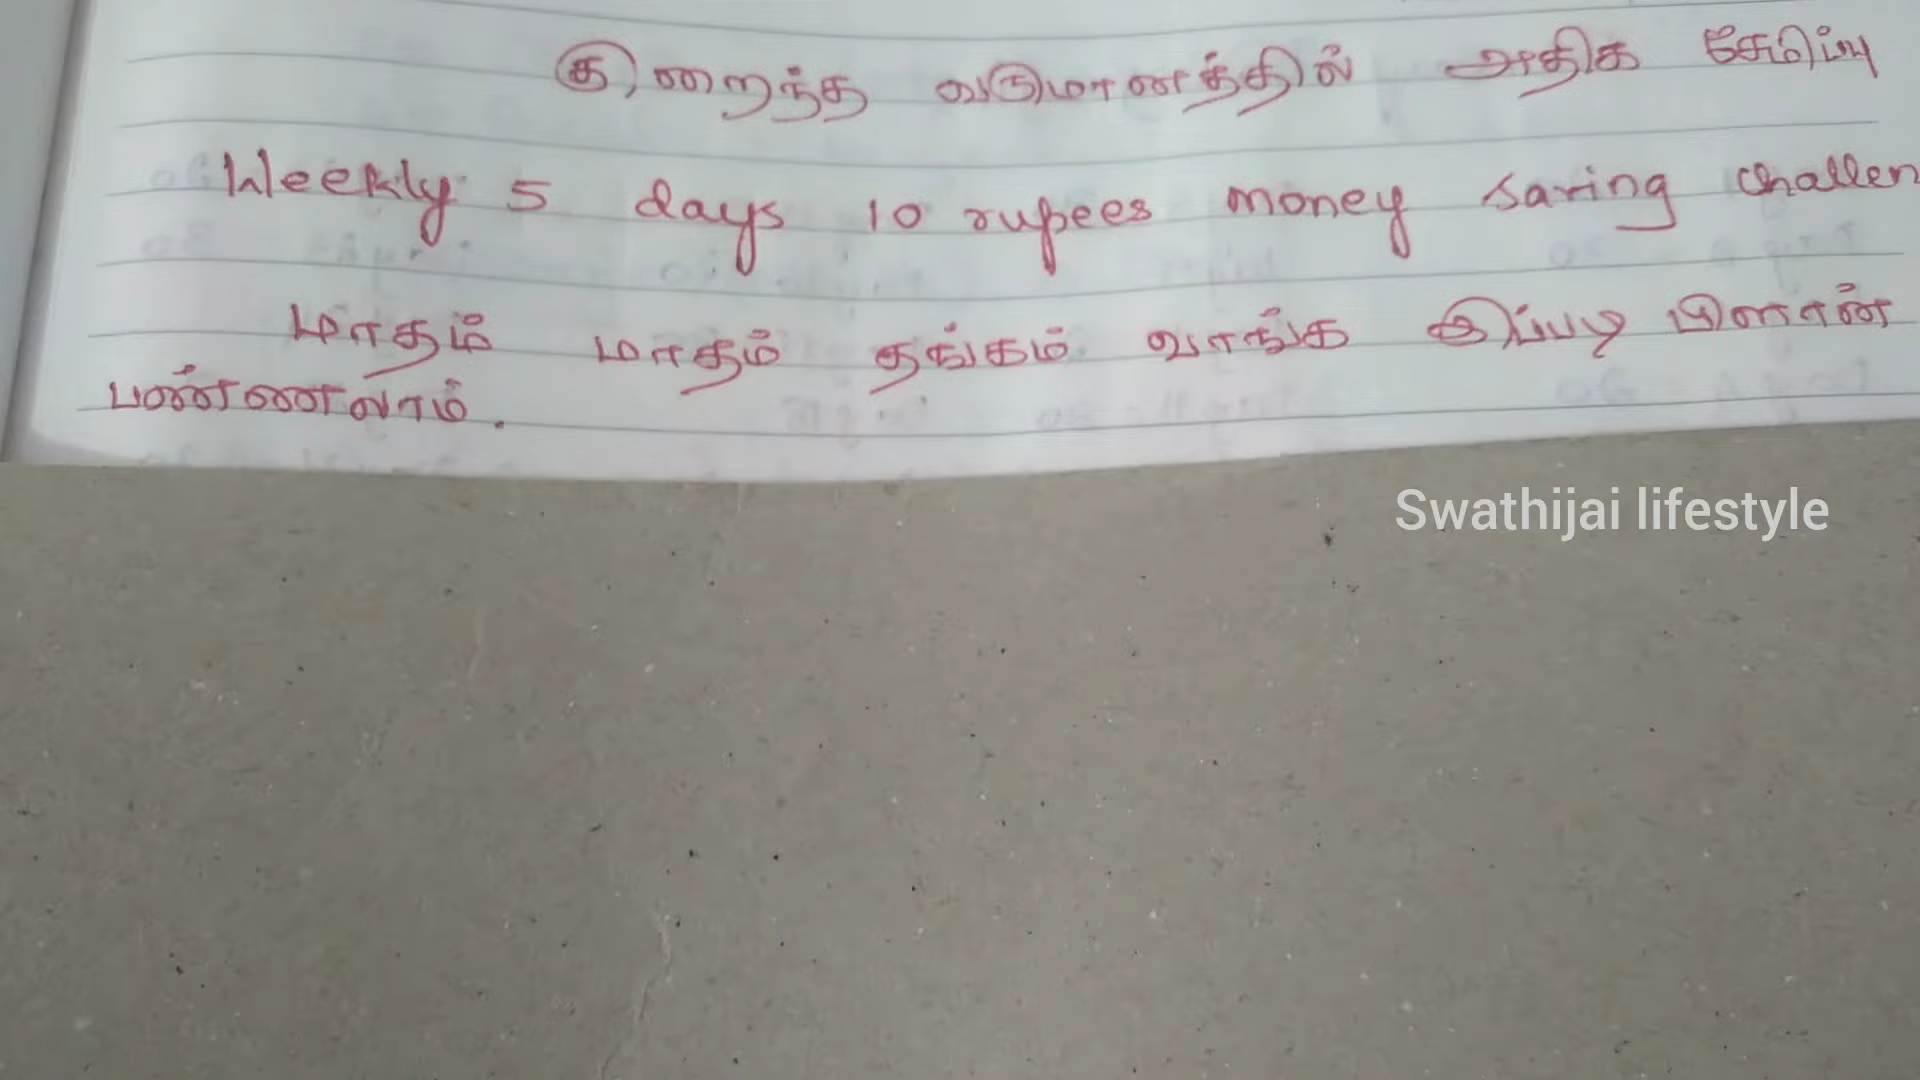 குறைந்த வருமானத்தில் அதிக சேமிப்பு
Weekly 5 days 10 rupees money saving challen
மாதம் மாதம் தங்கம் வாங்க இப்படி பிளான்
பண்ணலாம்.
Swathijai lifestyle